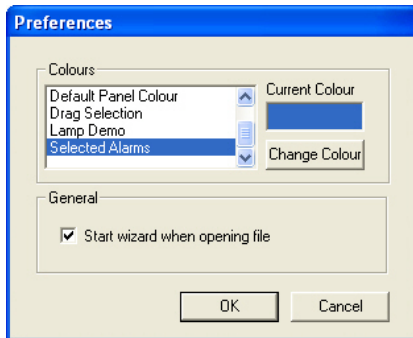 Preferences
Colours
Default Panel Colour
Drag Selection
Lamp Demo
Selected Alarms
Current Colour
Change Colour
General
Start wizard when opening file
OK
Cancel